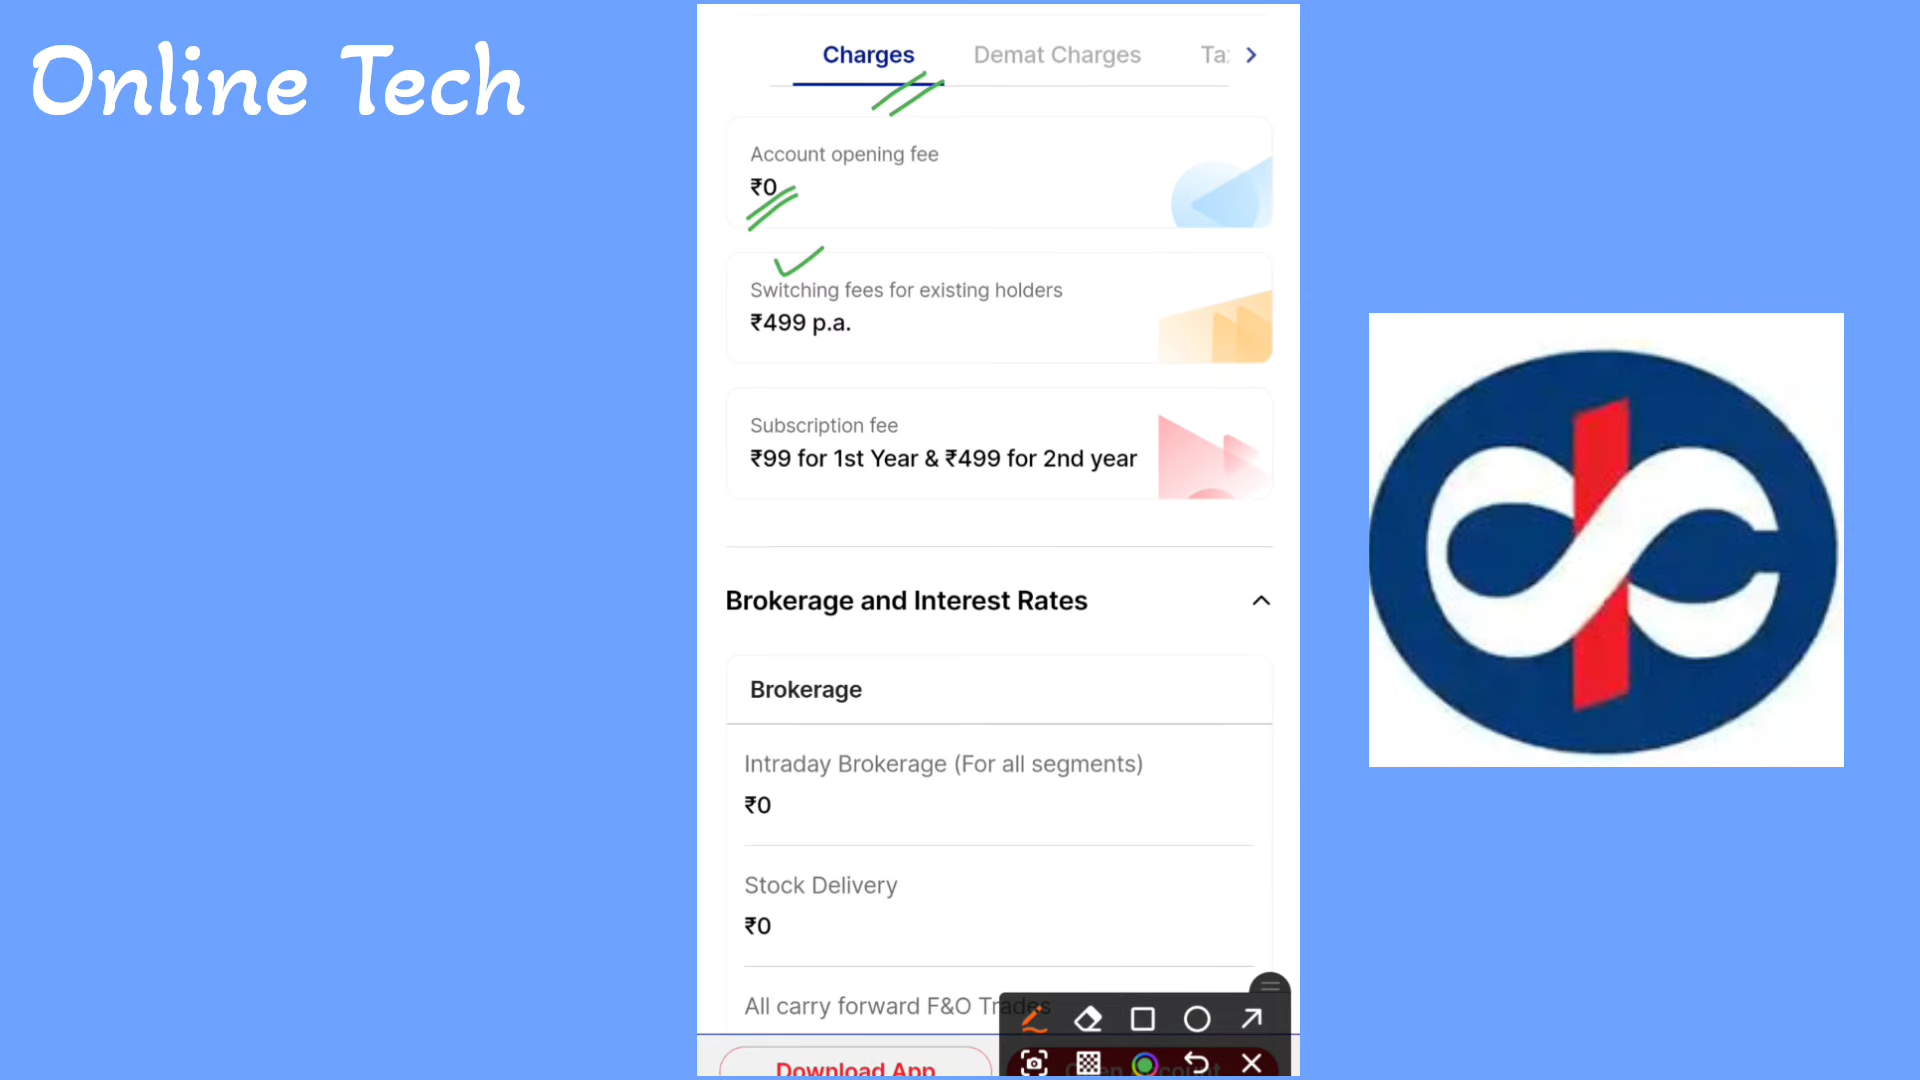 Online Tech
Charges
Demat Charges
Account opening fee
₹0
Switching fees for existing holders
₹499 p.a.
Subscription fee
₹99 for 1st Year & ₹499 for 2nd year
Brokerage and Interest Rates
Brokerage
Intraday Brokerage (For all segments)
₹0
Stock Delivery
₹0
All carry forward F&O Trades
Download App